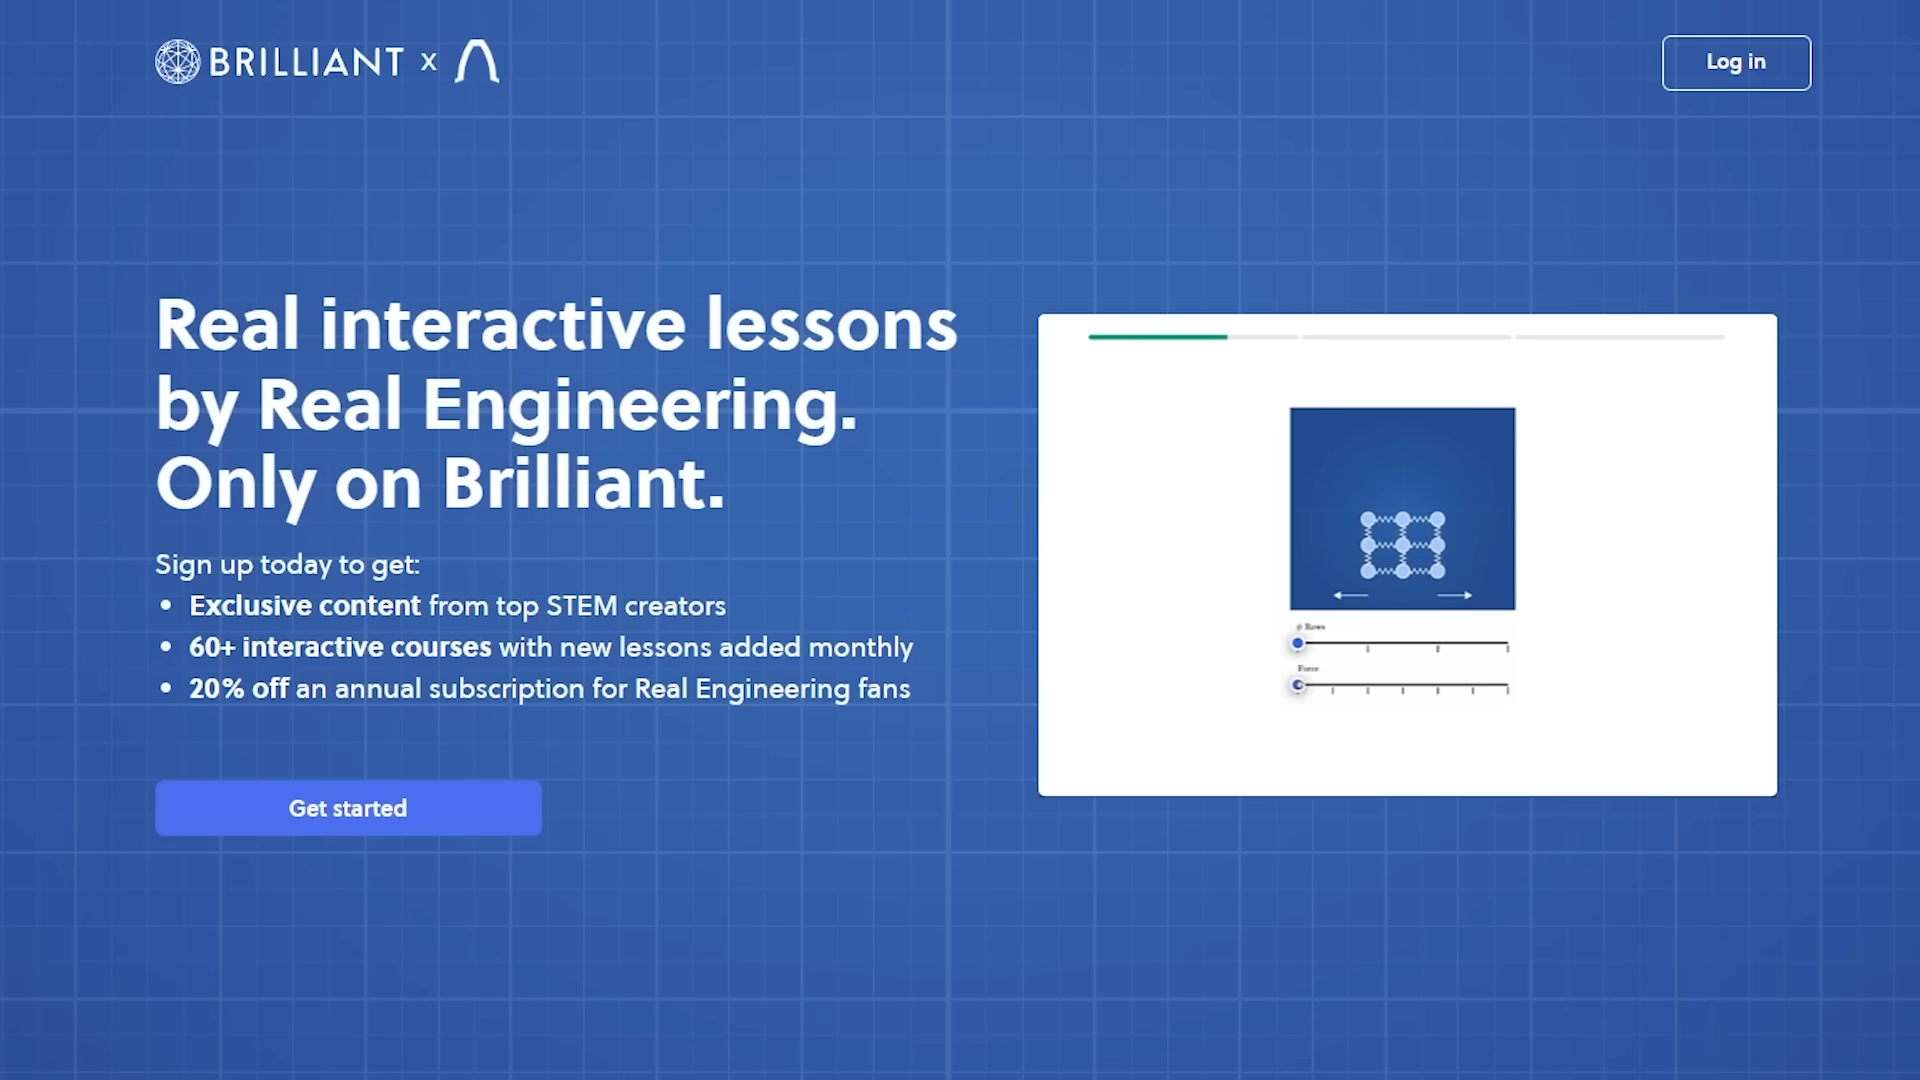 BRILLIANT x
Log in
Real interactive lessons
by Real Engineering.
Only on Brilliant.
Sign up today to get:
• Exclusive content from top STEM creators
• 60+ interactive courses with new lessons added monthly
• 20% off an annual subscription for Real Engineering fans
Get started
# Rows
Force